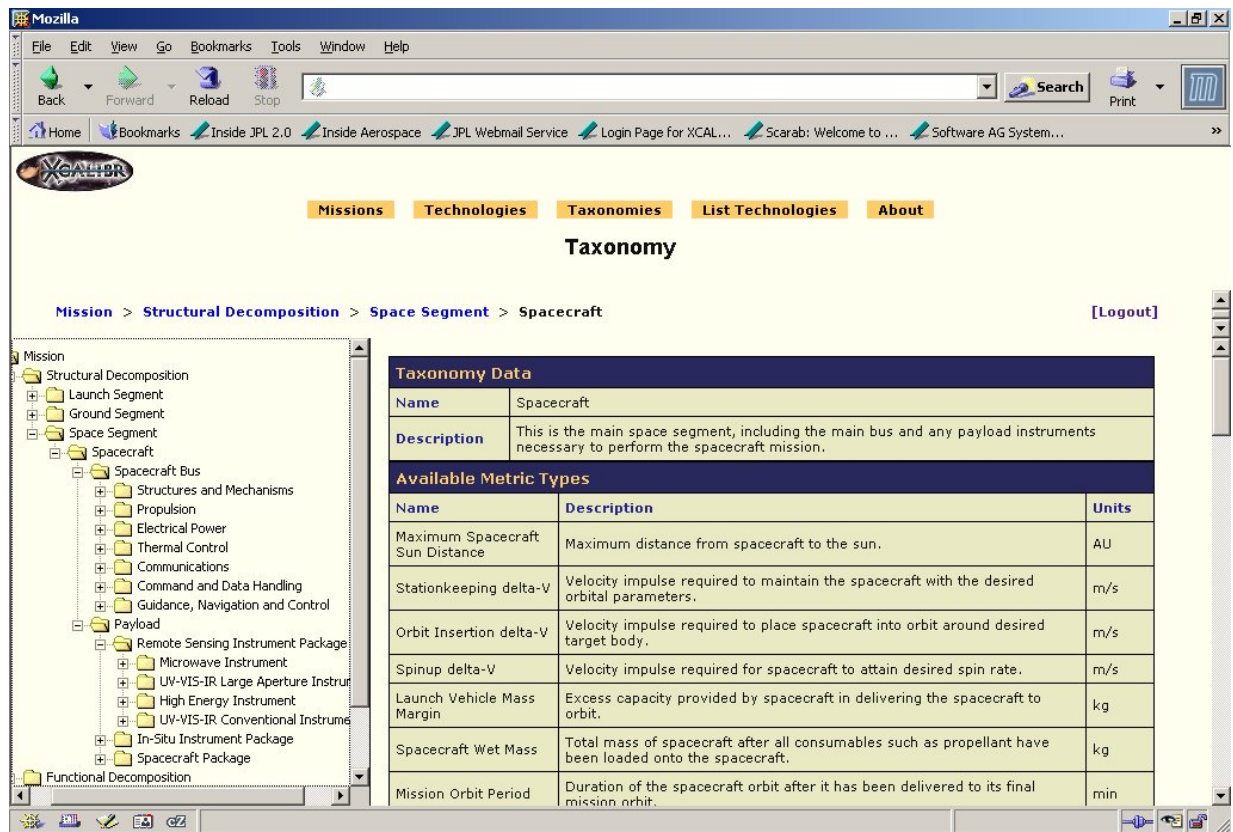 Mozilla
File Edit View Go Bookmarks Tools Window Help
Back Forward Reload Stop Search Print
Home Bookmarks Inside JPL 2.0 Inside Aerospace JPL Webmail Service Login Page for XCAL... Scarab: Welcome to ... Software AG System... »
XCALIBR
Missions Technologies Taxonomies List Technologies About
Taxonomy
Mission > Structural Decomposition > Space Segment > Spacecraft [Logout]
Mission
Structural Decomposition
Launch Segment
Ground Segment
Space Segment
Spacecraft
Spacecraft Bus
Structures and Mechanisms
Propulsion
Electrical Power
Thermal Control
Communications
Command and Data Handling
Guidance, Navigation and Control
Payload
Remote Sensing Instrument Package
Microwave Instrument
UV-VIS-IR Large Aperture Instrur
High Energy Instrument
UV-VIS-IR Conventional Instrume
In-Situ Instrument Package
Spacecraft Package
Functional Decomposition
Taxonomy Data
Name Spacecraft
Description This is the main space segment, including the main bus and any payload instruments
necessary to perform the spacecraft mission.
Available Metric Types
Name Description Units
Maximum Spacecraft
Sun Distance
Maximum distance from spacecraft to the sun. AU
Stationkeeping delta-V
Velocity impulse required to maintain the spacecraft with the desired
orbital parameters.
m/s
Orbit Insertion delta-V
Velocity impulse required to place spacecraft into orbit around desired
target body.
m/s
Spinup delta-V Velocity impulse required for spacecraft to attain desired spin rate. m/s
Launch Vehicle Mass
Margin
Excess capacity provided by spacecraft in delivering the spacecraft to
orbit.
kg
Spacecraft Wet Mass
Total mass of spacecraft after all consumables such as propellant have
been loaded onto the spacecraft.
kg
Mission Orbit Period
Duration of the spacecraft orbit after it has been delivered to its final
mission orbit.
min